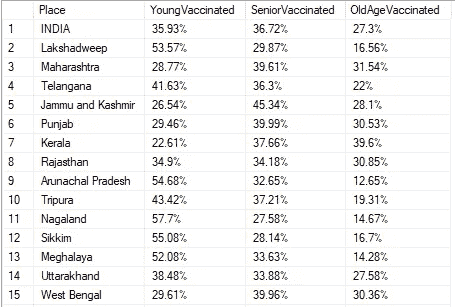 Place YoungVaccinated SeniorVaccinated OldAgeVaccinated
1 INDIA 35.93% 36.72% 27.3%
2 Lakshadweep 53.57% 29.87% 16.56%
3 Maharashtra 28.77% 39.61% 31.54%
4 Telangana 41.63% 36.3% 22%
5 Jammu and Kashmir 26.54% 45.34% 28.1%
6 Punjab 29.46% 39.99% 30.53%
7 Kerala 22.61% 37.66% 39.6%
8 Rajasthan 34.9% 34.18% 30.85%
9 Arunachal Pradesh 54.68% 32.65% 12.65%
10 Tripura 43.42% 37.21% 19.31%
11 Nagaland 57.7% 27.58% 14.67%
12 Sikkim 55.08% 28.14% 16.7%
13 Meghalaya 52.08% 33.63% 14.28%
14 Uttarakhand 38.48% 33.88% 27.58%
15 West Bengal 29.61% 39.96% 30.36%